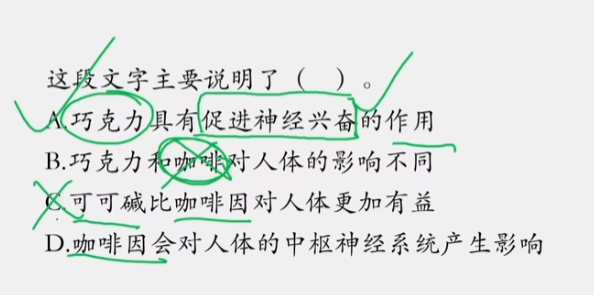 这段文字主要说明了（　）。
A.巧克力具有促进神经兴奋的作用
B.巧克力和咖啡对人体的影响不同
C.可可碱比咖啡因对人体更加有益
D.咖啡因会对人体的中枢神经系统产生影响